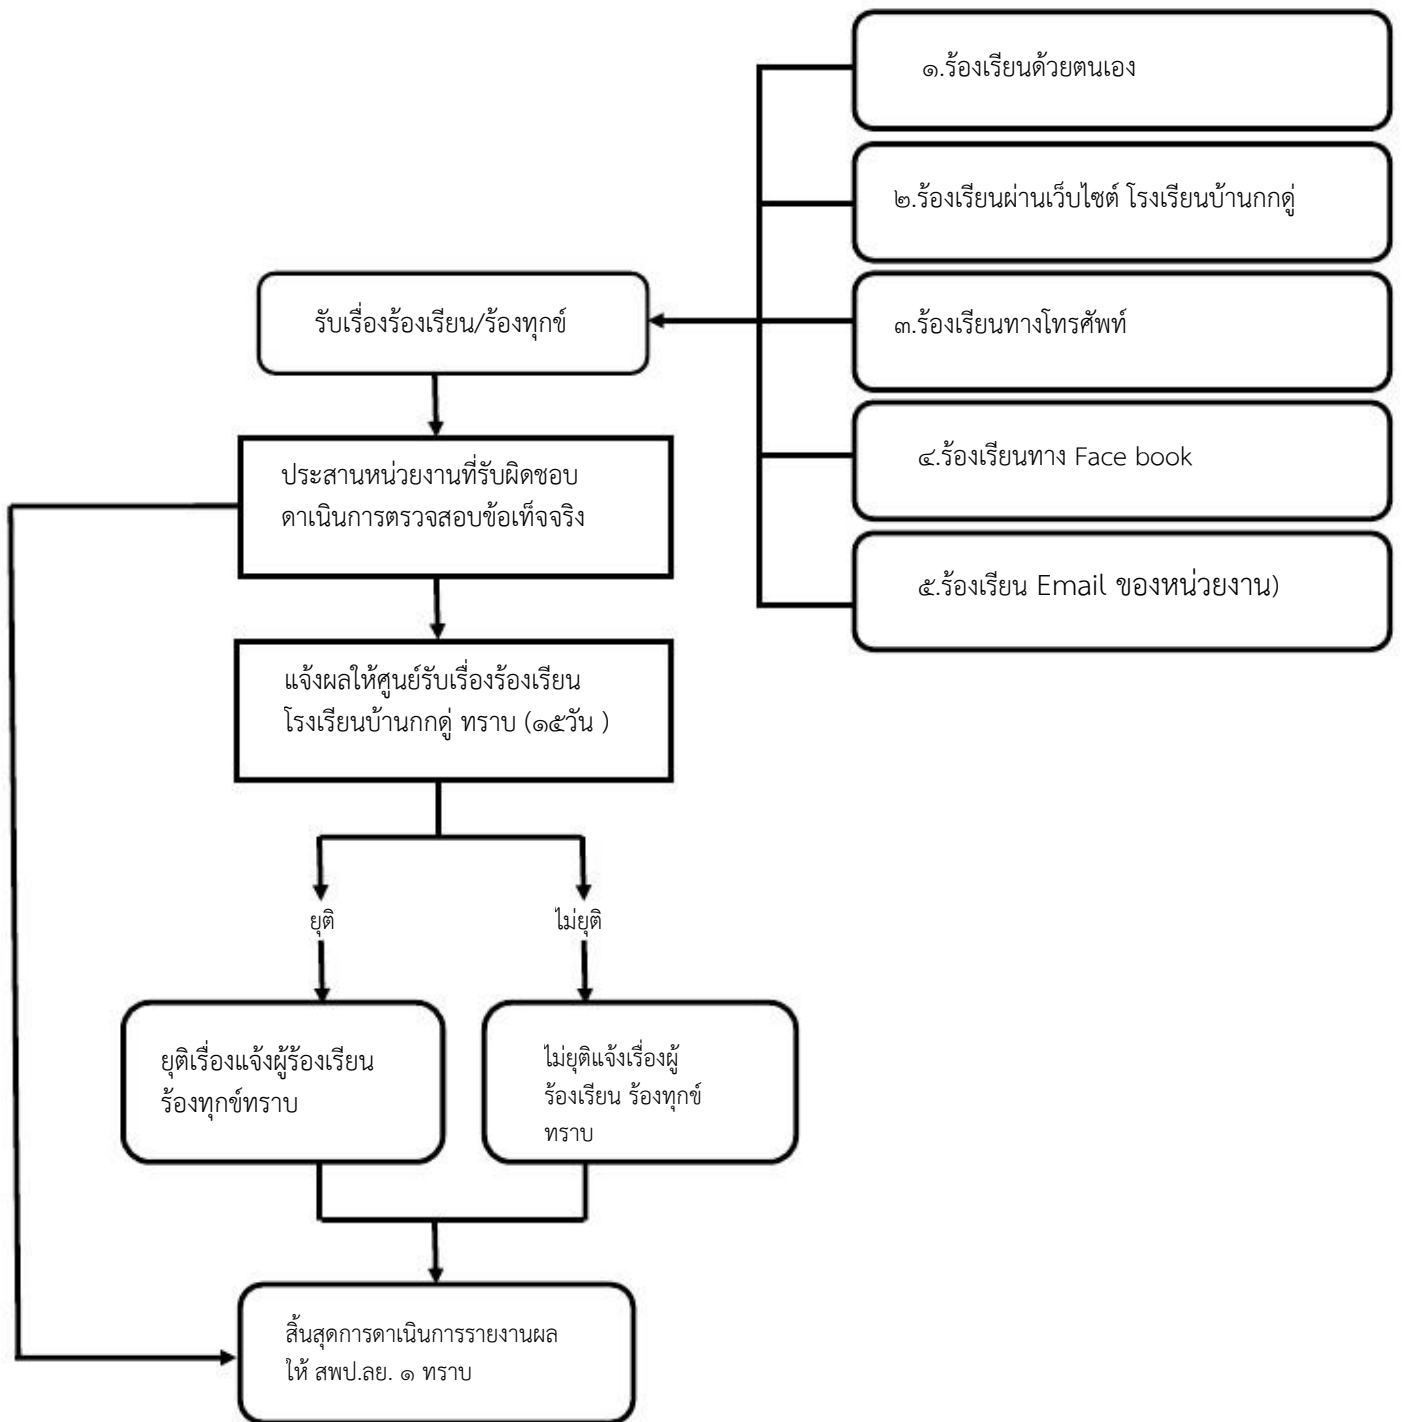 ๑.ร้องเรียนด้วยตนเอง
๒.ร้องเรียนผ่านเว็บไซต์ โรงเรียนบ้านกกดู่
๓.ร้องเรียนทางโทรศัพท์
๔.ร้องเรียนทาง Face book
๕.ร้องเรียน Email ของหน่วยงาน)
รับเรื่องร้องเรียน/ร้องทุกข์
ประสานหน่วยงานที่รับผิดชอบ
ดาเนินการตรวจสอบข้อเท็จจริง
แจ้งผลให้ศูนย์รับเรื่องร้องเรียน
โรงเรียนบ้านกกดู่ ทราบ (๑๕วัน )
ยุติ
ไม่ยุติ
ยุติเรื่องแจ้งผู้ร้องเรียน
ร้องทุกข์ทราบ
ไม่ยุติแจ้งเรื่องผู้
ร้องเรียน ร้องทุกข์
ทราบ
สิ้นสุดการดาเนินการรายงานผล
ให้ สพป.ลย. ๑ ทราบ